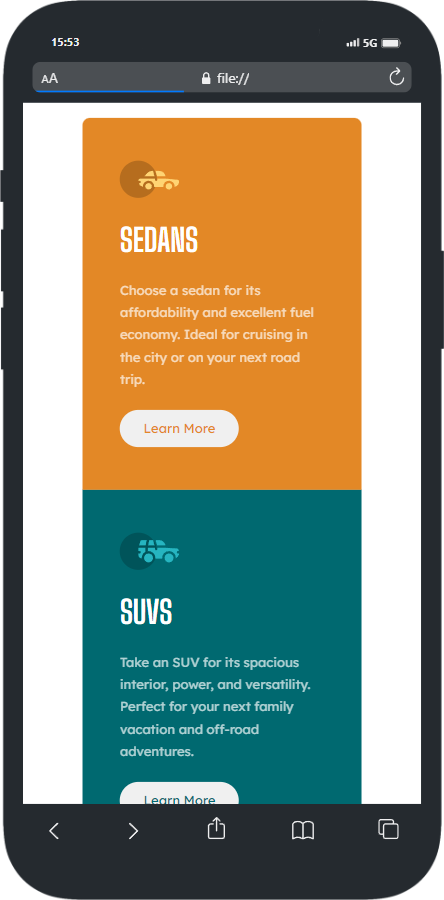 15:53
5G
AA
file://
SEDANS
Choose a sedan for its
affordability and excellent fuel
economy. Ideal for cruising in
the city or on your next road
trip.
Learn More
SUVS
Take an SUV for its spacious
interior, power, and versatility.
Perfect for your next family
vacation and off-road
adventures.
Learn More